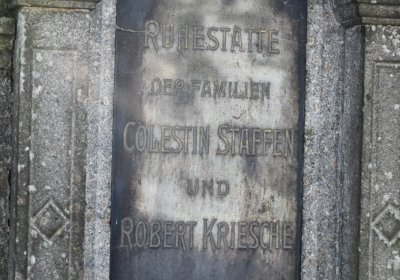 RUHESTÄTTE
DER FAMILIEN
CÖLESTIN STAFFEN
UND
ROBERT KRIESCHE